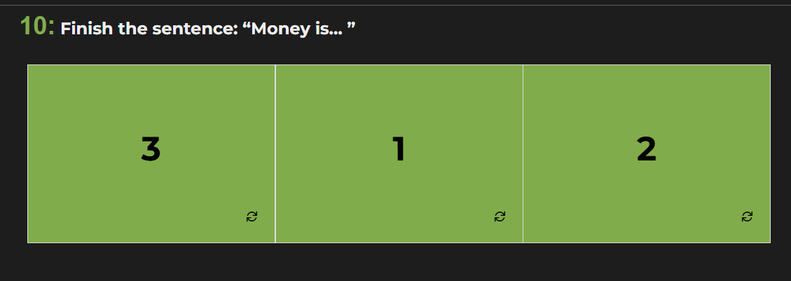 10: Finish the sentence: “Money is... ”
3
1
2